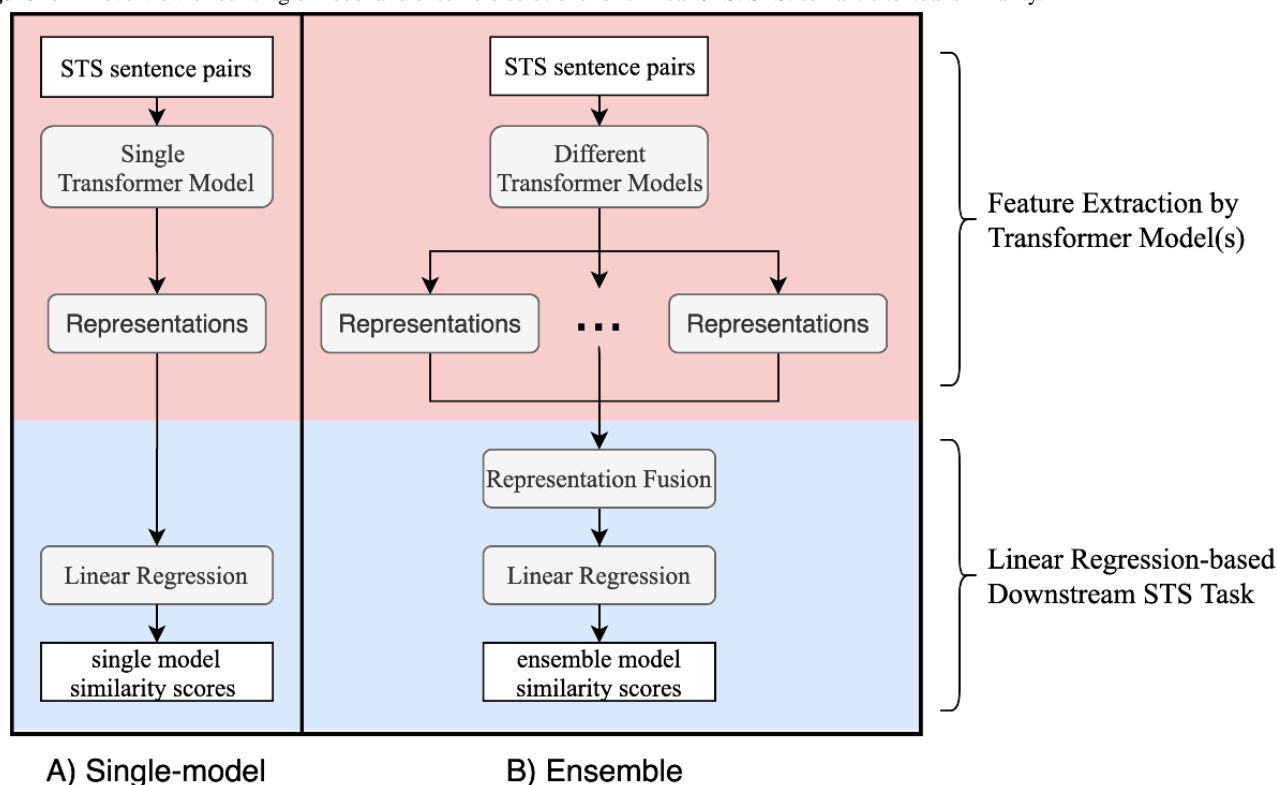 STS sentence pairs
Single
Transformer Model
Representations
Linear Regression
single model
similarity scores
A) Single-model
STS sentence pairs
Different
Transformer Models
Representations
...
Representations
Representation Fusion
Linear Regression
ensemble model
similarity scores
B) Ensemble
Feature Extraction by
Transformer Model(s)
Linear Regression-based
Downstream STS Task